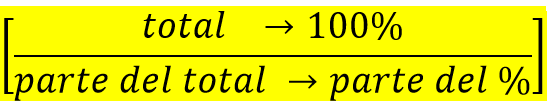 total → 100%
parte del total → parte del %